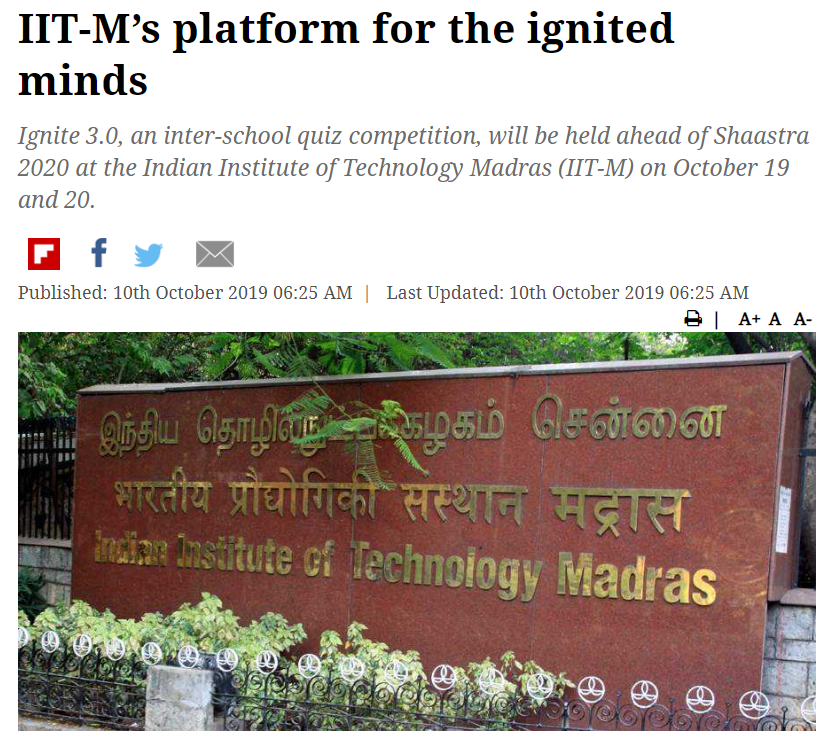 IIT-M’s platform for the ignited
minds
Ignite 3.0, an inter-school quiz competition, will be held ahead of Shaastra
2020 at the Indian Institute of Technology Madras (IIT-M) on October 19
and 20.
Published: 10th October 2019 06:25 AM | Last Updated: 10th October 2019 06:25 AM
| A+ A A-
இந்திய சென்னை
भारतीय प्रौद्योगिकी सस्थान मद्रास
Indian Institute of Technology Madras